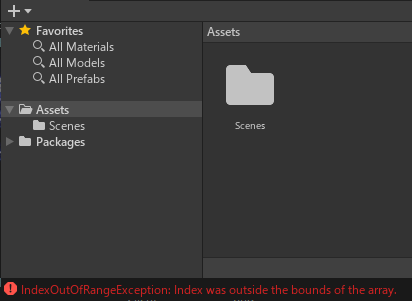 Favorites
All Materials
All Models
All Prefabs
Assets
Scenes
Packages
Assets
Scenes
IndexOutOfRangeException: Index was outside the bounds of the array.